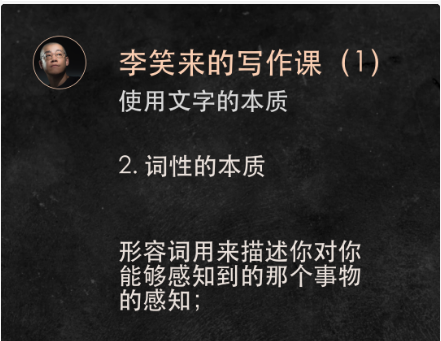 李笑来的写作课（1）
使用文字的本质
2. 词性的本质
形容词用来描述你对你
能够感知到的那个事物
的感知；